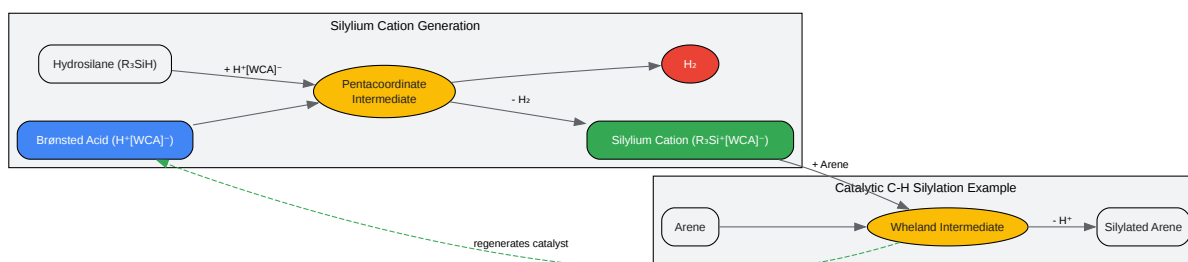 Silylium Cation Generation
Hydrosilane (R₃SiH)
+ H⁺[WCA]⁻
Pentacoordinate
Intermediate
H₂
- H₂
Brønsted Acid (H⁺[WCA]⁻)
Silylium Cation (R₃Si⁺[WCA]⁻)
+ Arene
Catalytic C-H Silylation Example
Arene
Wheland Intermediate
- H⁺
Silylated Arene
regenerates catalyst